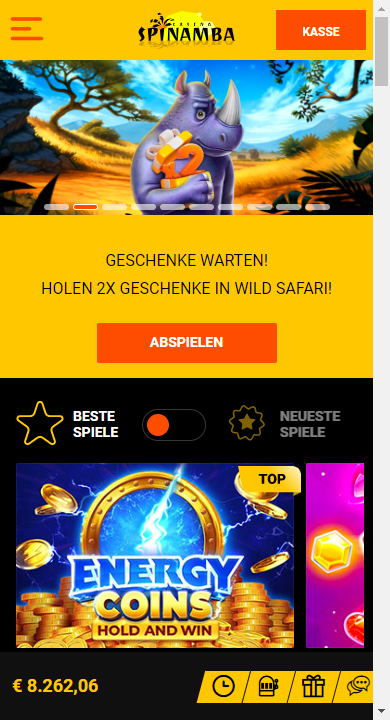 CASINO
SPINAMBA
KASSE
2
GESCHENKE WARTEN!
HOLEN 2X GESCHENKE IN WILD SAFARI!
ABSPIELEN
BESTE
SPIELE
NEUESTE
SPIELE
TOP
ENERGY
COINS
HOLD AND WIN
€ 8.262,06